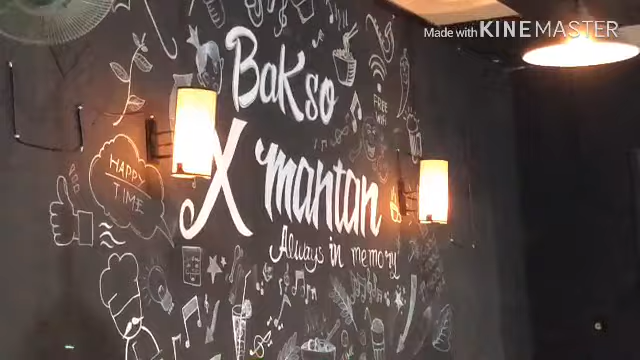 Made with KINEMASTER
BaKso
X'mantan
Always in memory
HAPPY
TIME
FREE
WiFi